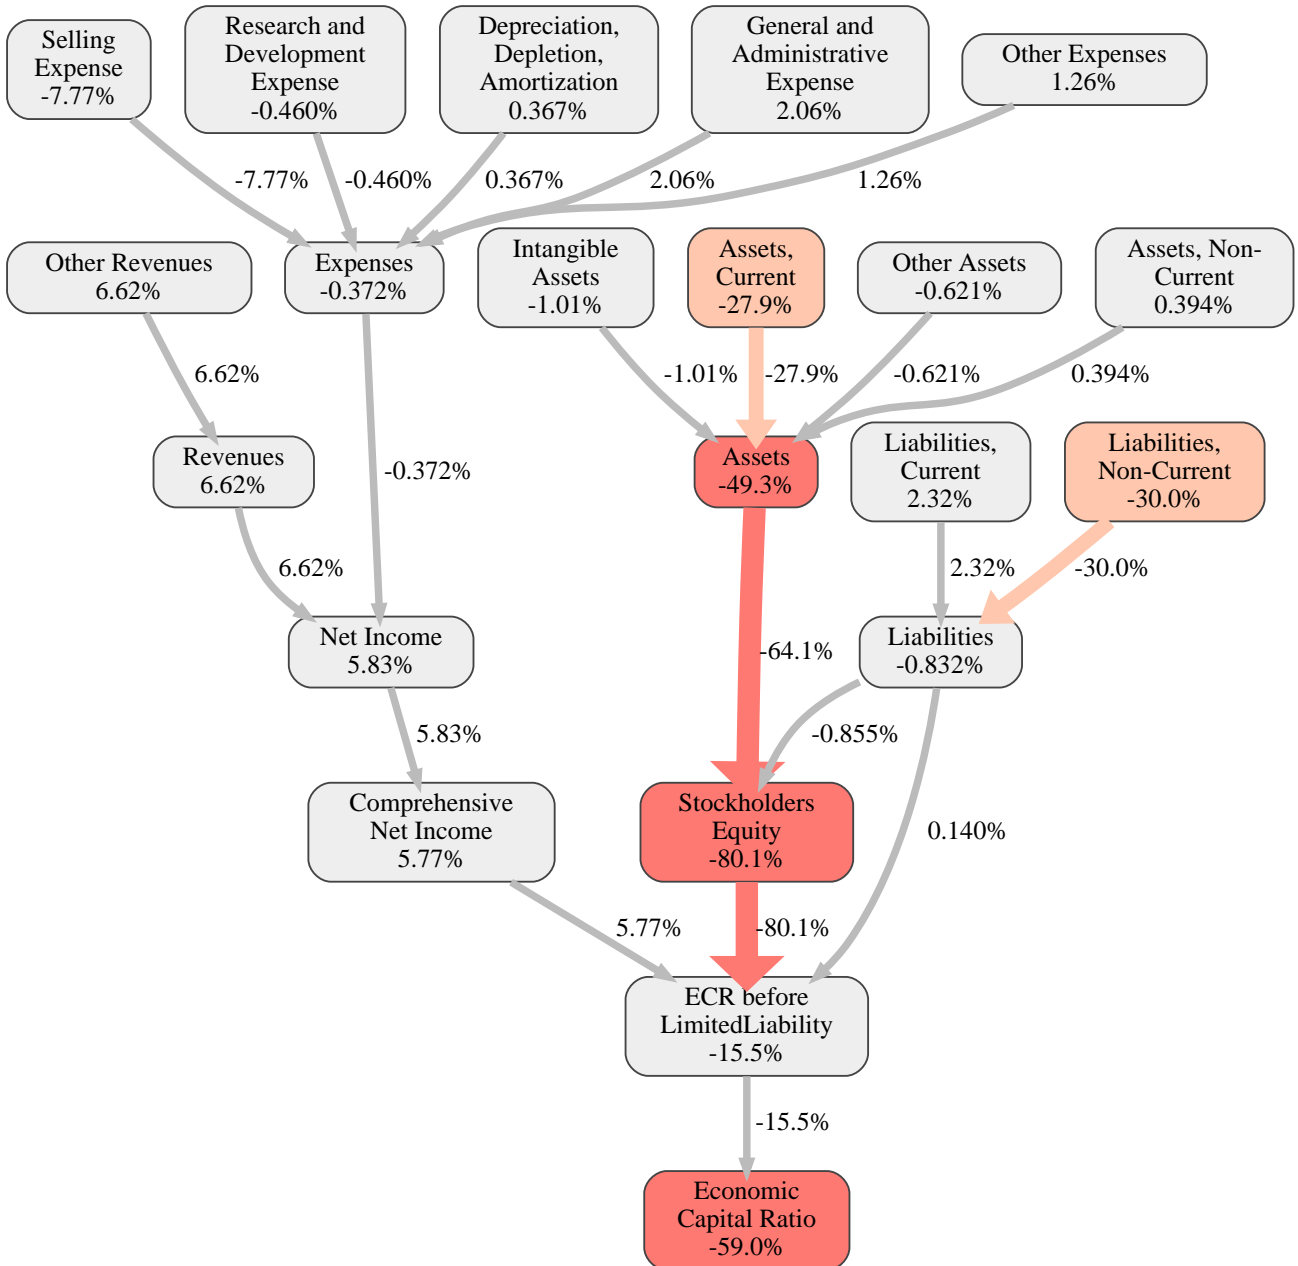 Selling
Expense
-7.77%
Research and
Development
Expense
-0.460%
Depreciation,
Depletion,
Amortization
0.367%
General and
Administrative
Expense
2.06%
Other Expenses
1.26%
-7.77%
-0.460%
0.367%
2.06%
1.26%
Other Revenues
6.62%
Expenses
-0.372%
Intangible
Assets
-1.01%
Assets,
Current
-27.9%
Other Assets
-0.621%
Assets, Non-
Current
0.394%
6.62%
-1.01%
-27.9%
-0.621%
0.394%
Revenues
6.62%
-0.372%
Assets
-49.3%
Liabilities,
Current
2.32%
Liabilities,
Non-Current
-30.0%
6.62%
2.32%
-30.0%
Net Income
5.83%
-64.1%
Liabilities
-0.832%
5.83%
-0.855%
Comprehensive
Net Income
5.77%
Stockholders
Equity
-80.1%
0.140%
5.77%
-80.1%
ECR before
LimitedLiability
-15.5%
-15.5%
Economic
Capital Ratio
-59.0%